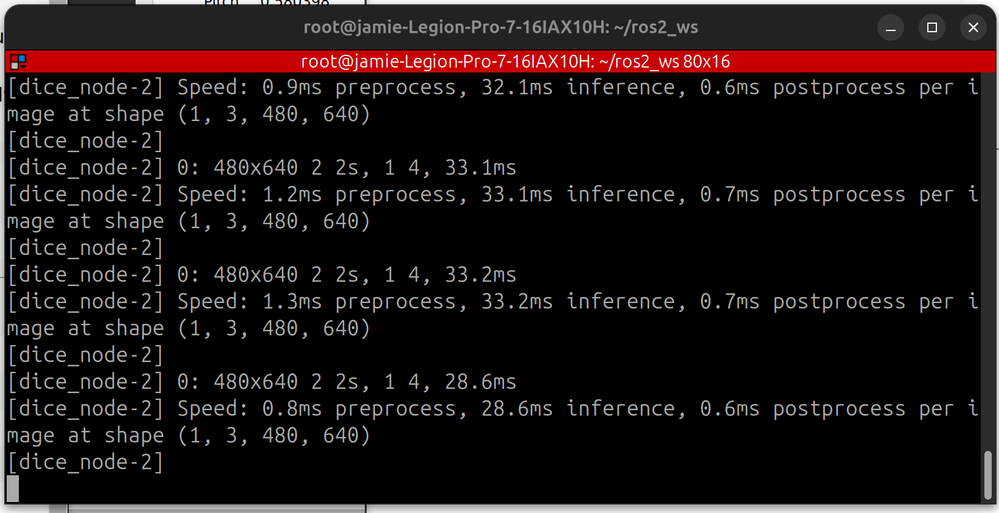 Pitch 0.580398
root@jamie-Legion-Pro-7-16IAX10H: ~/ros2_ws
root@jamie-Legion-Pro-7-16IAX10H: ~/ros2_ws 80x16
[dice_node-2] Speed: 0.9ms preprocess, 32.1ms inference, 0.6ms postprocess per i
mage at shape (1, 3, 480, 640)
[dice_node-2]
[dice_node-2] 0: 480x640 2 2s, 1 4, 33.1ms
[dice_node-2] Speed: 1.2ms preprocess, 33.1ms inference, 0.7ms postprocess per i
mage at shape (1, 3, 480, 640)
[dice_node-2]
[dice_node-2] 0: 480x640 2 2s, 1 4, 33.2ms
[dice_node-2] Speed: 1.3ms preprocess, 33.2ms inference, 0.7ms postprocess per i
mage at shape (1, 3, 480, 640)
[dice_node-2]
[dice_node-2] 0: 480x640 2 2s, 1 4, 28.6ms
[dice_node-2] Speed: 0.8ms preprocess, 28.6ms inference, 0.6ms postprocess per i
mage at shape (1, 3, 480, 640)
[dice_node-2]